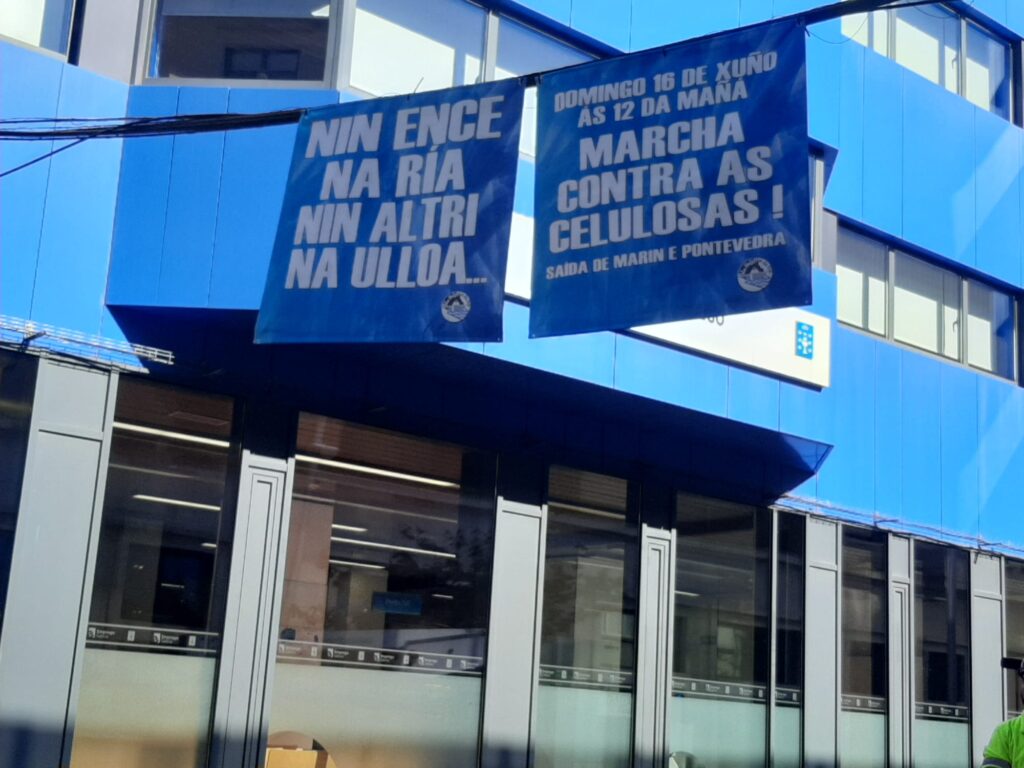 NIN ENCE
NA RÍA
NIN ALTRI
NA ULLOA...
DOMINGO 16 DE XUÑO
ÁS 12 DA MAÑÁ
MARCHA
CONTRA AS
CELULOSAS !
SAÍDA DE MARIN E PONTEVEDRA